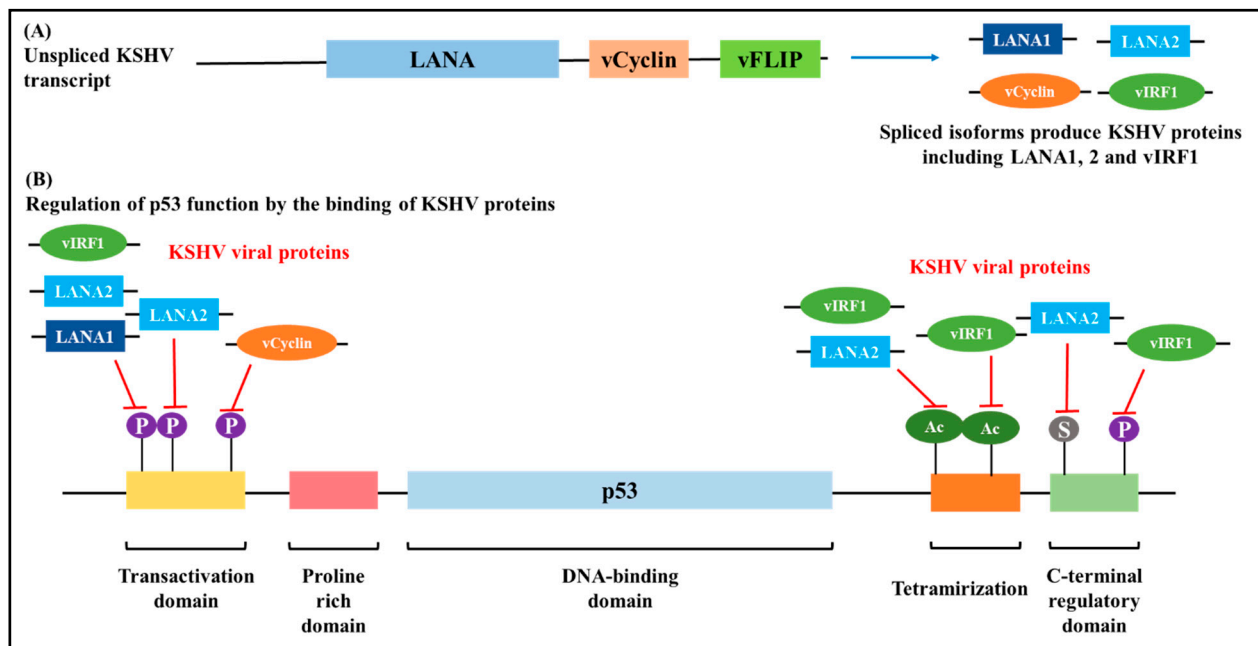 (A)
Unspliced KSHV
transcript
LANA
vCyclin
vFLIP
LANA1
LANA2
vCyclin
vIRF1
Spliced isoforms produce KSHV proteins
including LANA1, 2 and vIRF1
(B)
Regulation of p53 function by the binding of KSHV proteins
vIRF1
KSHV viral proteins
LANA2
LANA2
LANA1
vCyclin
KSHV viral proteins
vIRF1
LANA2
vIRF1
LANA2
vIRF1
P
P
P
Ac
Ac
S
P
p53
Transactivation
domain
Proline
rich
domain
DNA-binding
domain
Tetramirization
C-terminal
regulatory
domain